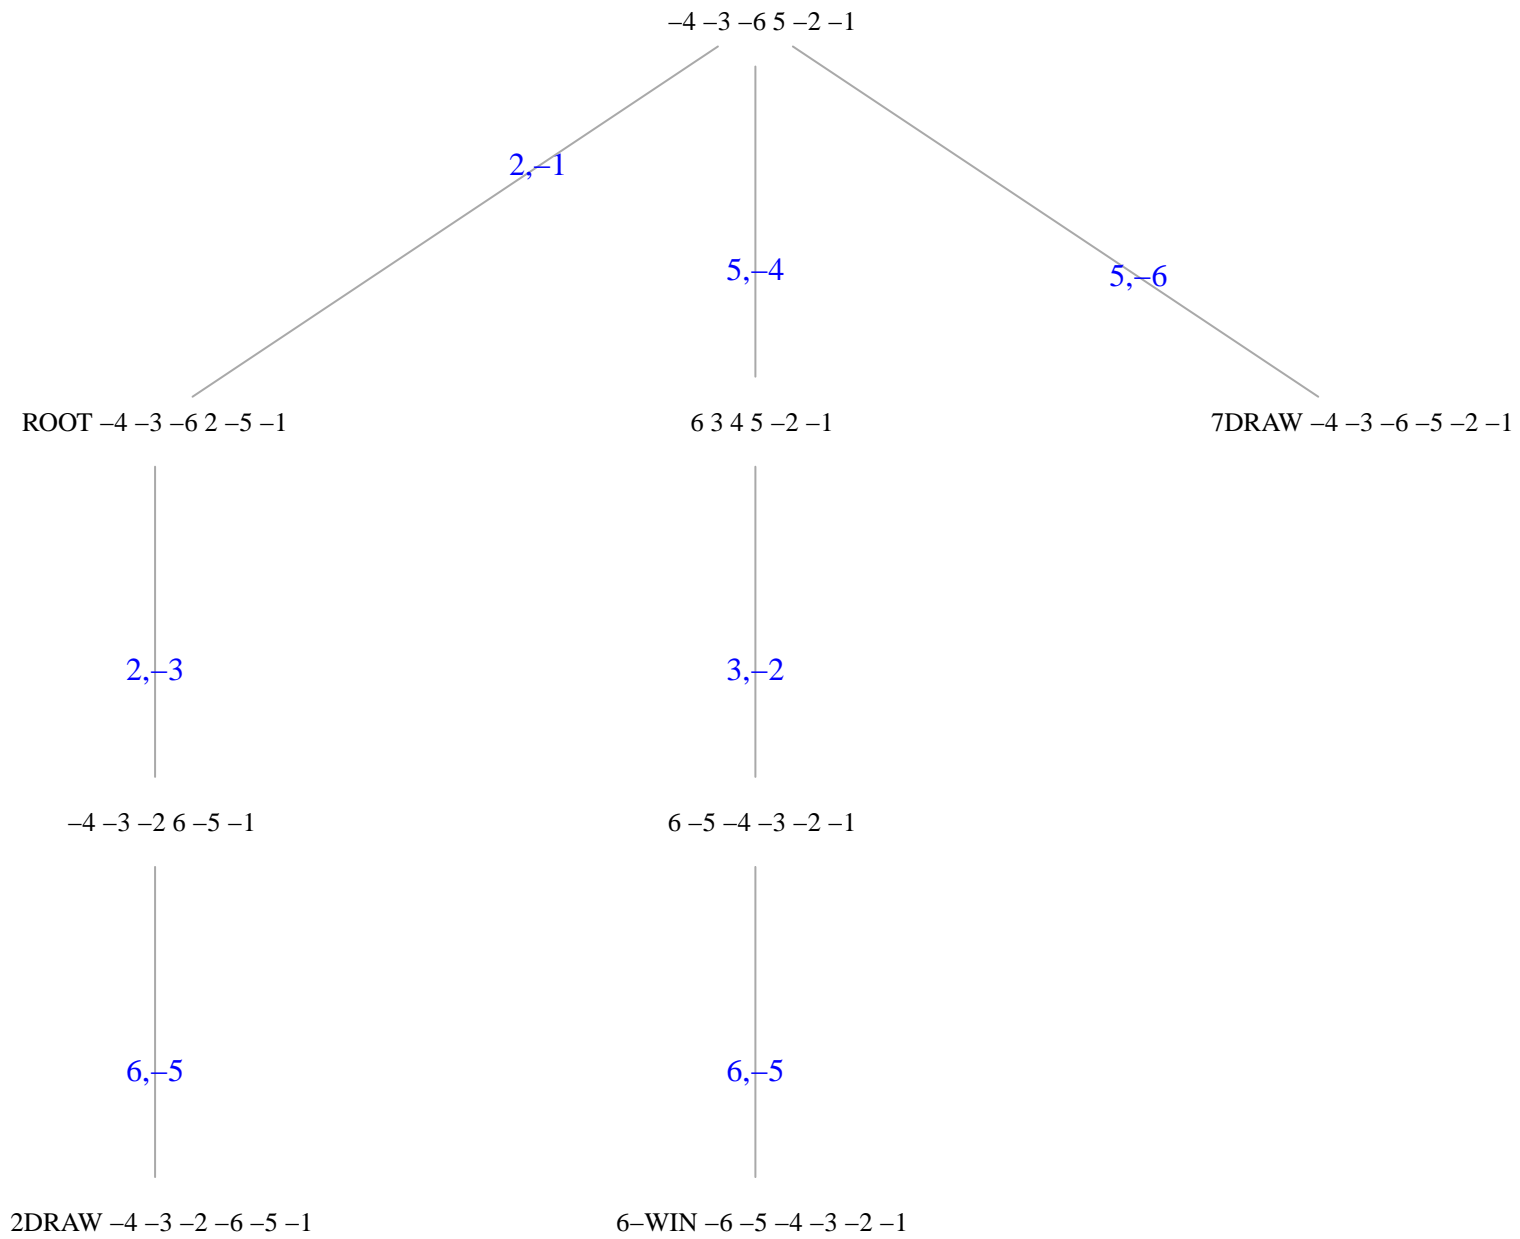 –4 –3 –6 5 –2 –1
2,–1
5,–4
5,–6
ROOT –4 –3 –6 2 –5 –1
6 3 4 5 –2 –1
7DRAW –4 –3 –6 –5 –2 –1
2,–3
3,–2
–4 –3 –2 6 –5 –1
6 –5 –4 –3 –2 –1
6,–5
6,–5
2DRAW –4 –3 –2 –6 –5 –1
6–WIN –6 –5 –4 –3 –2 –1